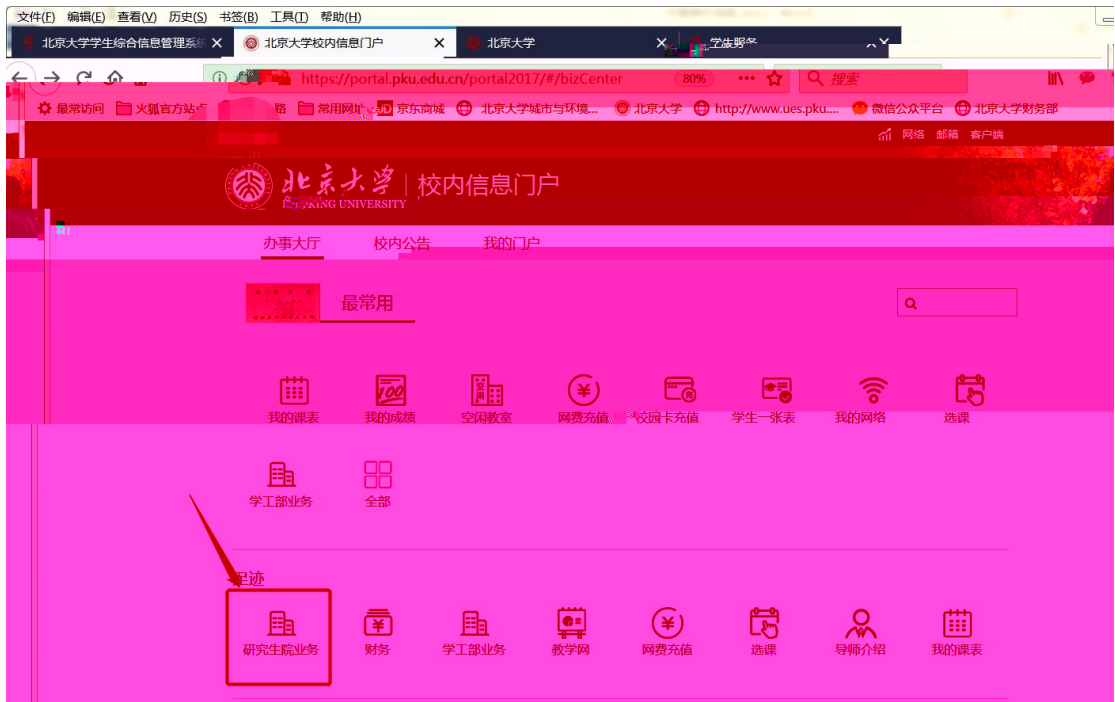 文件(F) 编辑(E) 查看(V) 历史(S) 书签(B) 工具(T) 帮助(H)
北京大学学生综合信息管理系统 北京大学校内信息门户 北京大学
https://portal.pku.edu.cn/portal2017/#/bizCenter 80% 搜索
最常访问 火狐官方站点 常用网址 JD 京东商城 北京大学城市与环境... 北京大学 http://www.ues.pku.... 微信公众平台 北京大学财务部
网络 邮箱 客户端
北京大学 校内信息门户
UNIVERSITY
办事大厅 校内公告 我的门户
最常用
我的课表 我的成绩 空闲教室 网费充值 校园卡充值 学生一张表 我的网络 选课
学工部业务 全部
足迹
研究生院业务 财务 学工部业务 教学网 网费充值 选课 导师介绍 我的课表